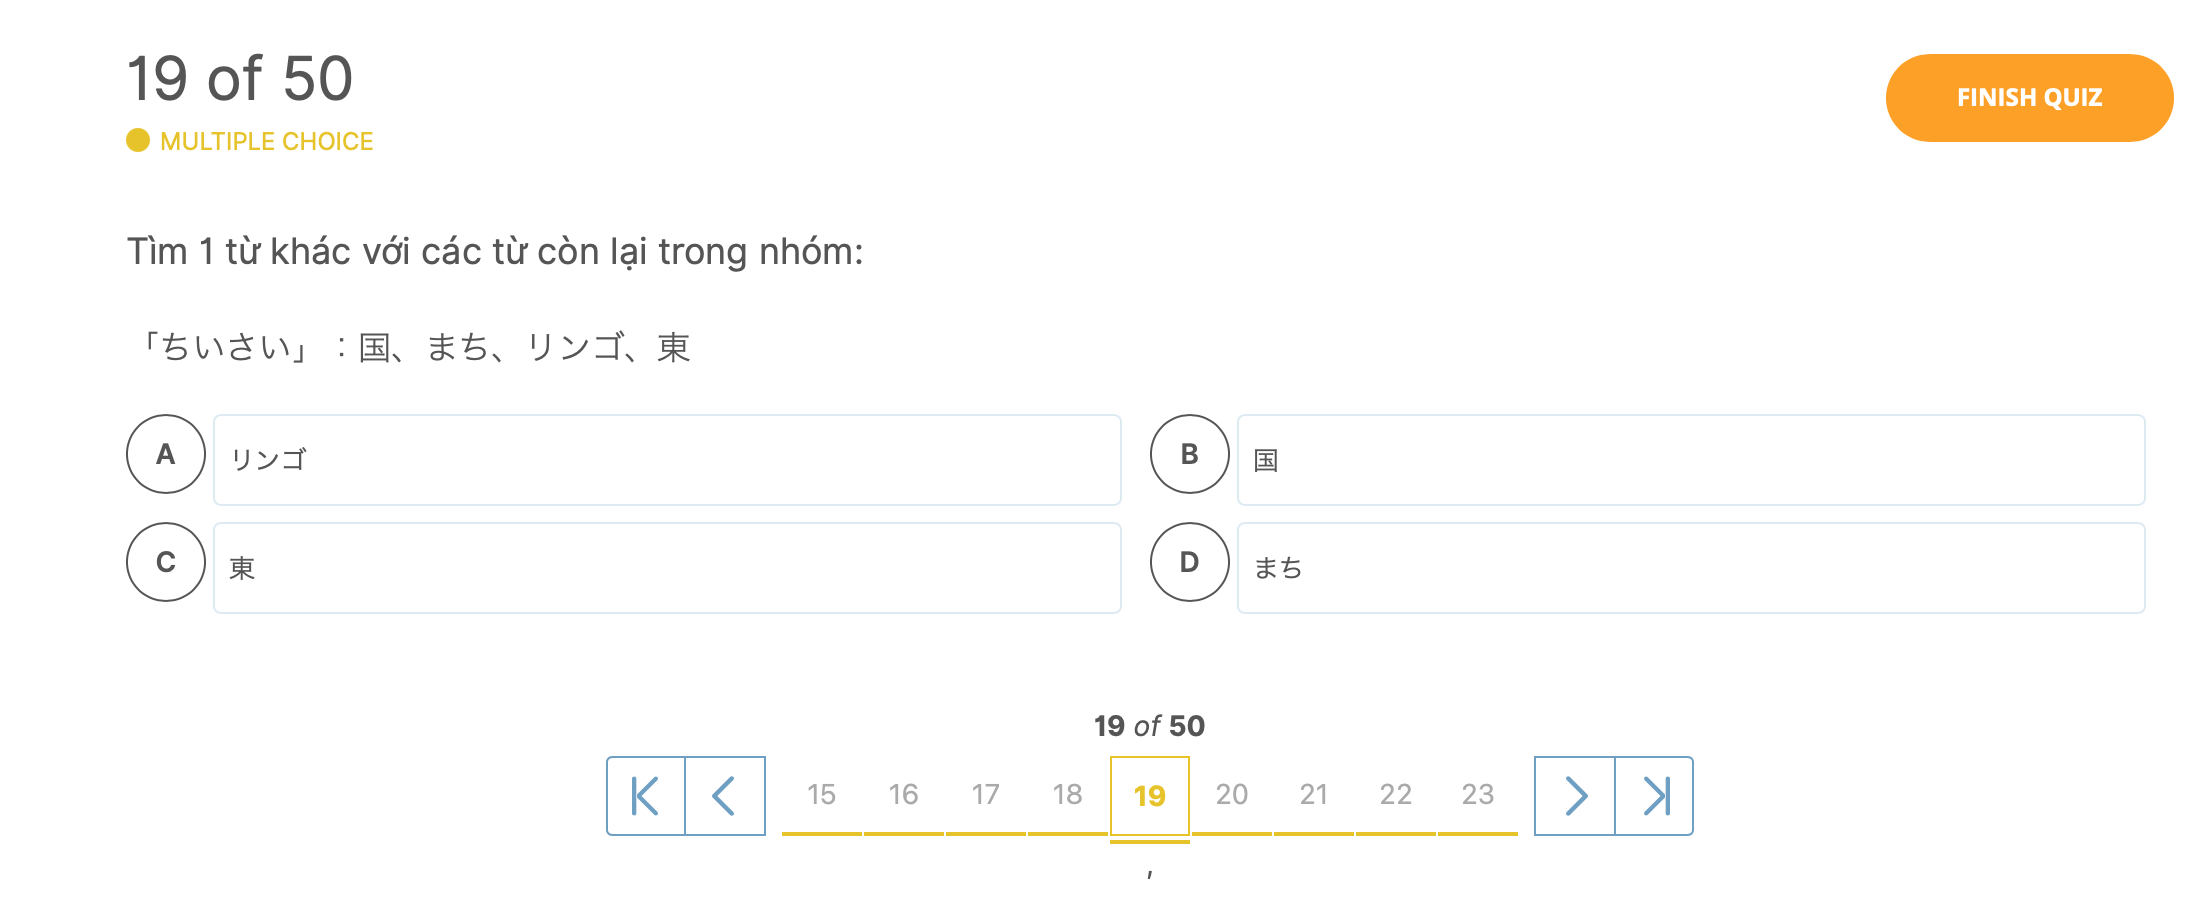 19 of 50
FINISH QUIZ
MULTIPLE CHOICE
Tìm 1 từ khác với các từ còn lại trong nhóm:
「ちいさい」：国、まち、リンゴ、東
A リンゴ
B 国
C 東
D まち
19 of 50
15 16 17 18 19 20 21 22 23
,